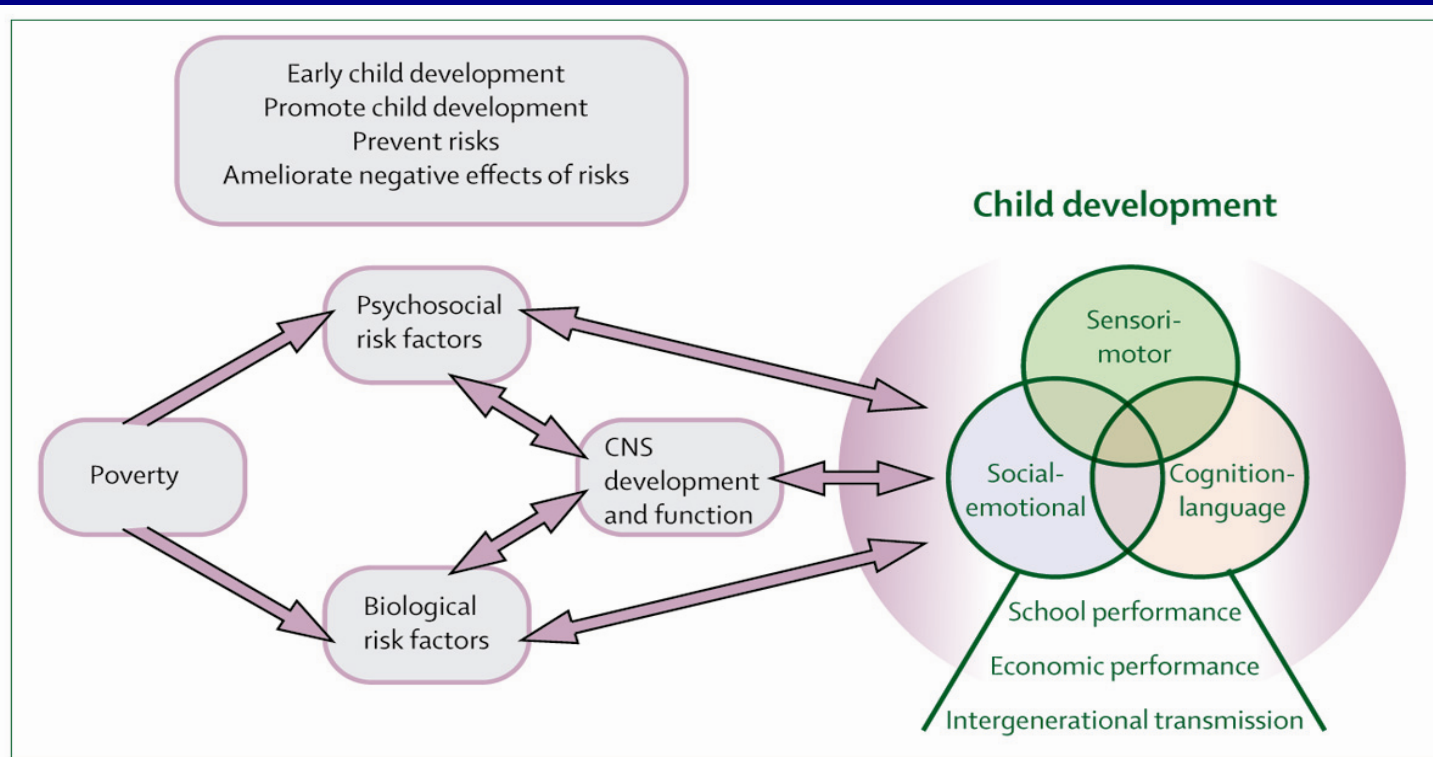 Early child development
Promote child development
Prevent risks
Ameliorate negative effects of risks
Child development
Psychosocial
risk factors
Sensori-
motor
Poverty
CNS
development
and function
Social-
emotional
Cognition-
language
Biological
risk factors
School performance
Economic performance
Intergenerational transmission